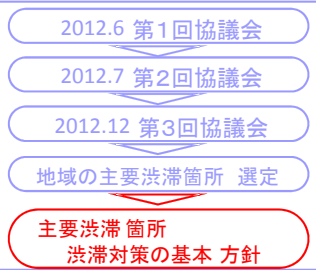 2012.6 第1回協議会
2012.7 第2回協議会
2012.12 第3回協議会
地域の主要渋滞箇所 選定
主要渋滞 箇所
渋滞対策の基本 方針